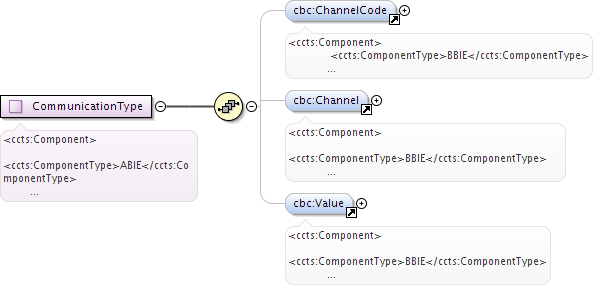 cbc:ChannelCode
<ccts:Component>
<ccts:ComponentType>BBIE</ccts:ComponentType>
...
CommunicationType
<ccts:Component>
<ccts:ComponentType>ABIE</ccts:Co
mponentType>
...
cbc:Channel
<ccts:Component>
<ccts:ComponentType>BBIE</ccts:ComponentType>
...
cbc:Value
<ccts:Component>
<ccts:ComponentType>BBIE</ccts:ComponentType>
...